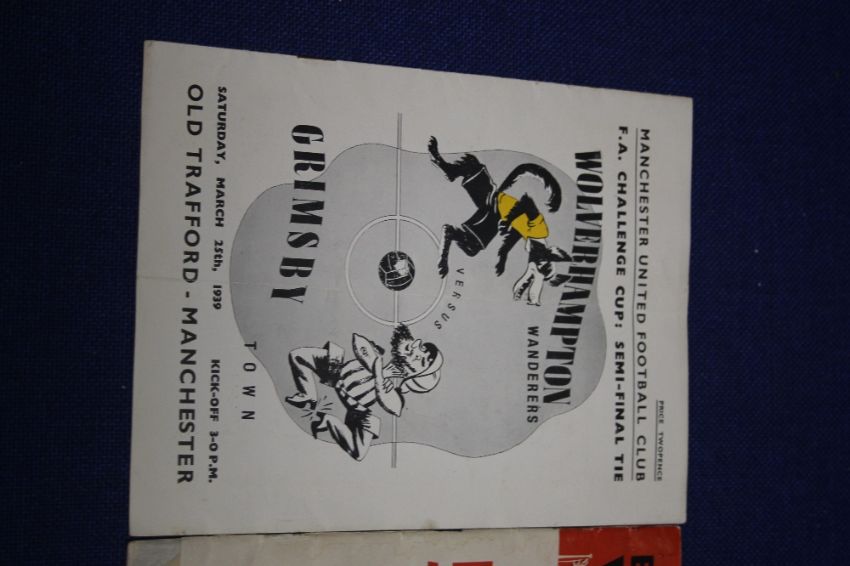 PRICE TWOPENCE
MANCHESTER UNITED FOOTBALL CLUB
F.A. CHALLENGE CUP: SEMI-FINAL TIE
WOLVERHAMPTON
WANDERERS
VERSUS
GRIMSBY
TOWN
SATURDAY, MARCH 25th, 1939 KICK-OFF 3-0 P.M.
OLD TRAFFORD - MANCHESTER